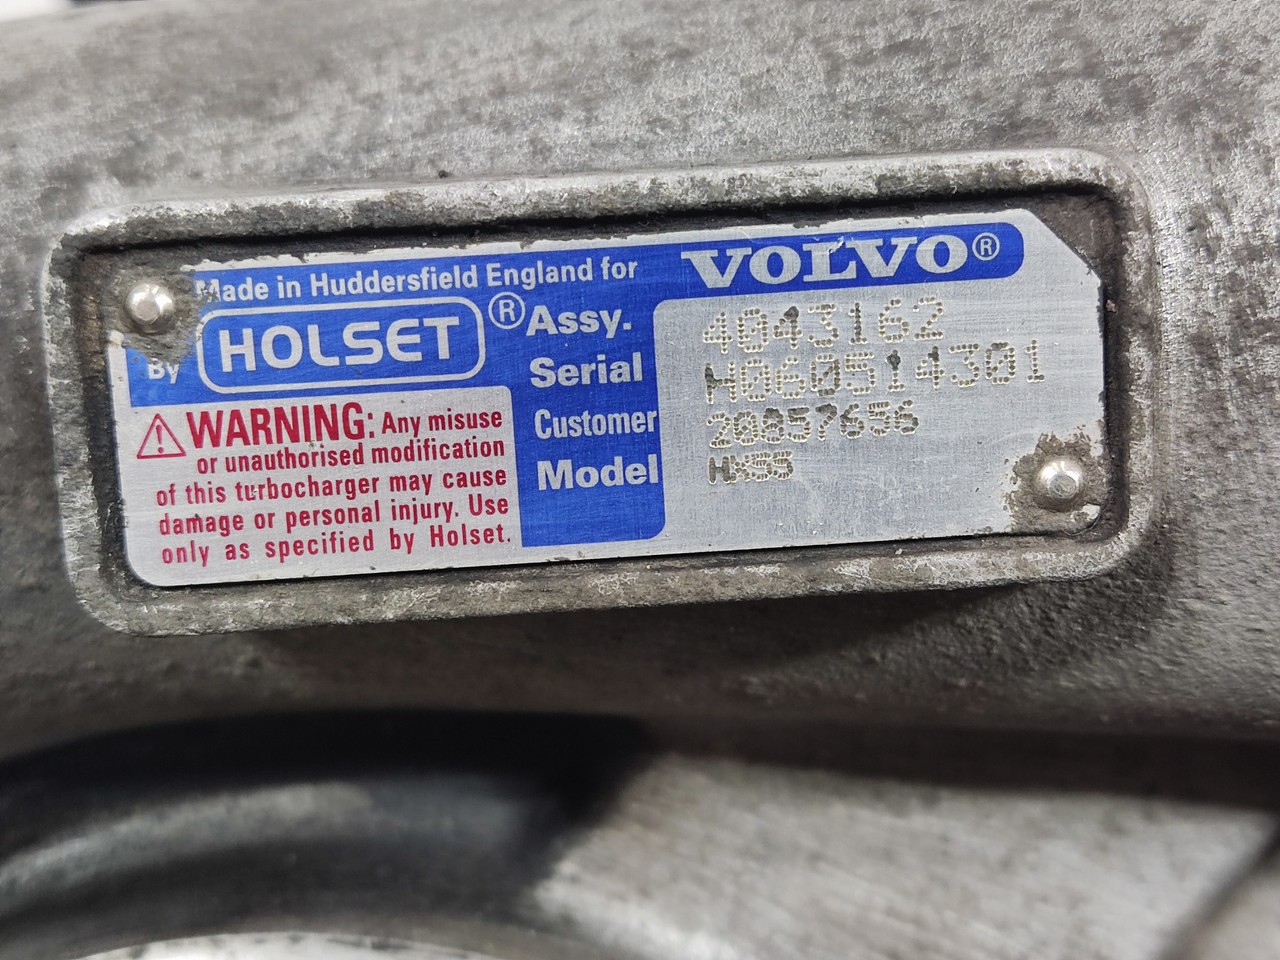 Made in Huddersfield England for VOLVO®
By HOLSET®
Assy. 4043162
Serial H060514301
Customer 20857656
Model HX55
WARNING: Any misuse
or unauthorised modification
of this turbocharger may cause
damage or personal injury. Use
only as specified by Holset.